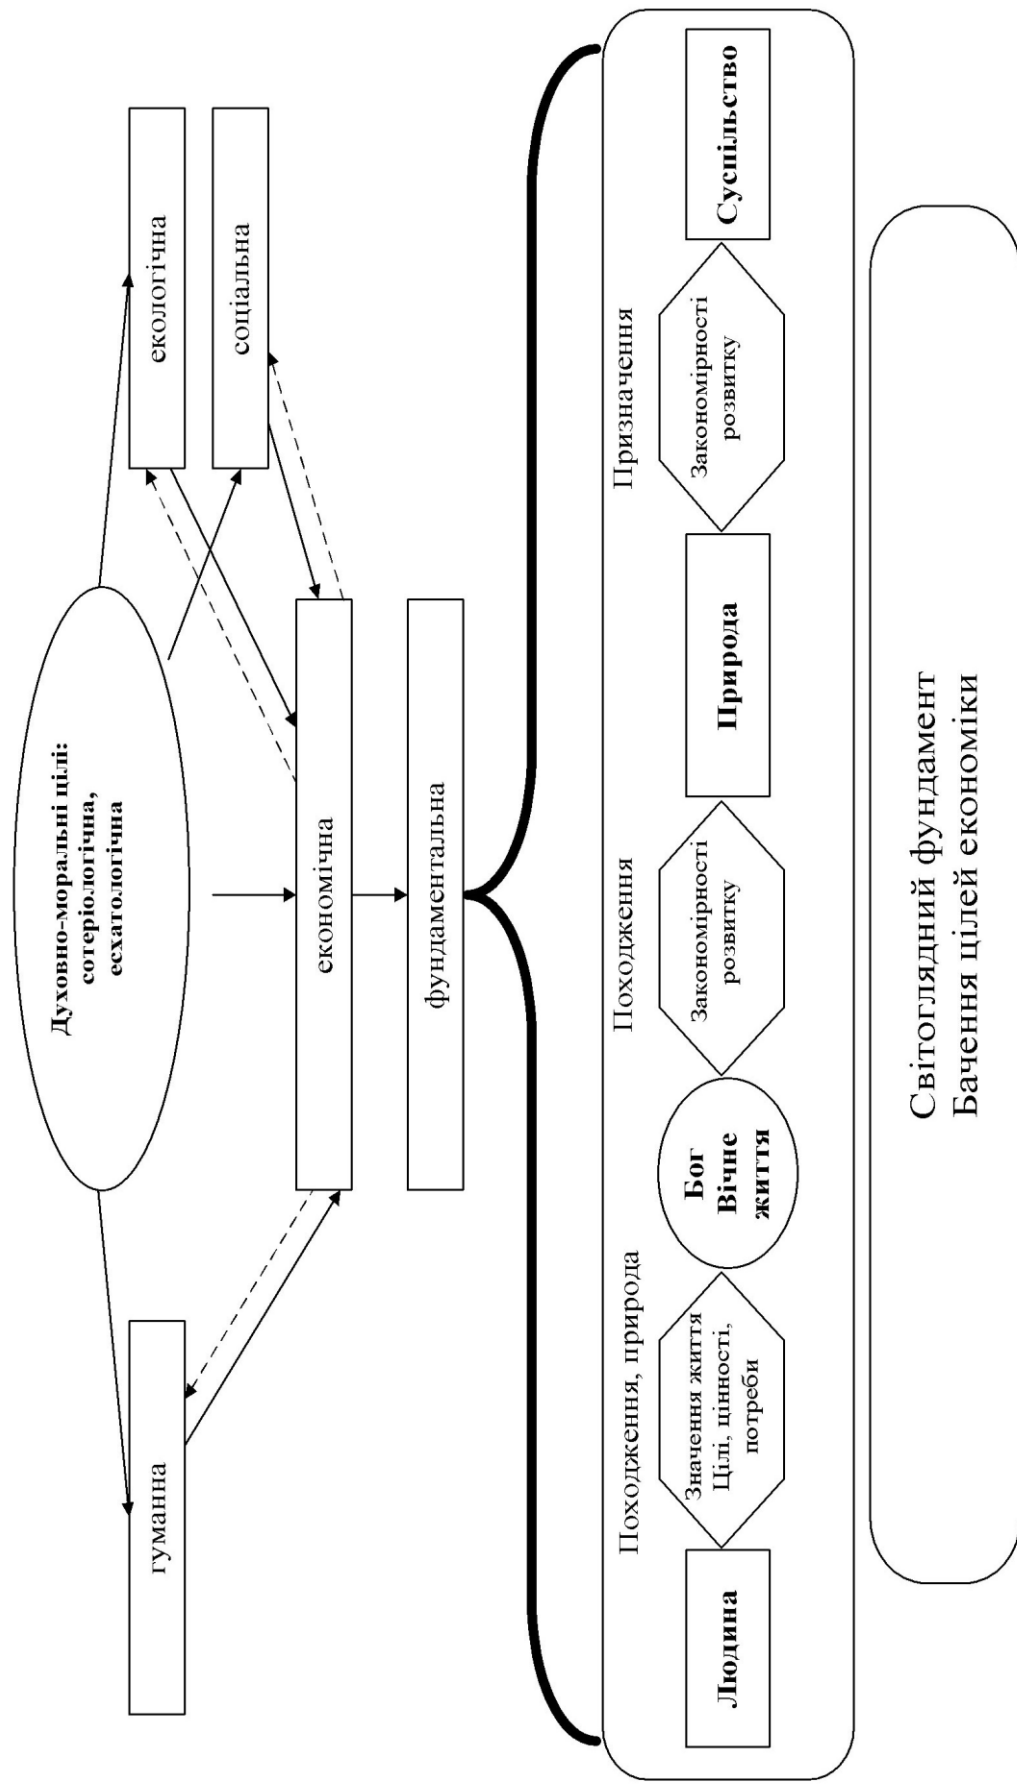 Духовно-моральні цілі:
сотеріологічна,
есхатологічна
гуманна
екологічна
соціальна
економічна
фундаментальна
Походження, природа
Походження
Призначення
Людина
Значення життя
Цілі, цінності,
потреби
Бог
Вічне
життя
Закономірності
розвитку
Природа
Закономірності
розвитку
Суспільство
Світоглядний фундамент
Бачення цілей економіки